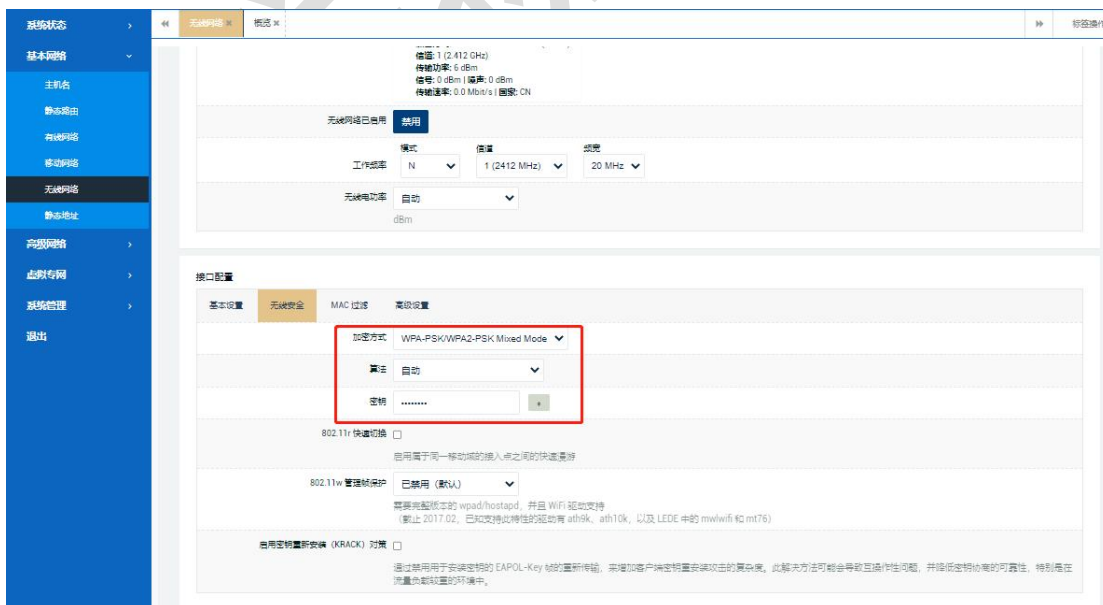 系统状态
基本网络
主机名
静态路由
有线网络
移动网络
无线网络
静态地址
高级网络
虚拟专网
系统管理
退出
无线网络 概览 标签操作
信道: 1 (2.412 GHz)
传输功率: 6 dBm
信号: 0 dBm | 噪声: 0 dBm
传输速率: 0.0 Mbit/s | 国家: CN
无线网络已启用 禁用
模式 信道 频宽
工作频率 N 1 (2412 MHz) 20 MHz
无线电功率 自动
dBm
接口配置
基本设置 无线安全 MAC 过滤 高级设置
加密方式 WPA-PSK/WPA2-PSK Mixed Mode
算法 自动
密钥 ········ *
802.11r 快速切换
启用属于同一移动域的接入点之间的快速漫游
802.11w 管理帧保护 已禁用（默认）
需要完整版本的 wpad/hostapd，并且 WiFi 驱动支持
（截止 2017.02，已知支持此特性的驱动有 ath9k、ath10k，以及 LEDE 中的 mwlwifi 和 mt76）
启用密钥重新安装（KRACK）对策
通过禁用用于安装密钥的 EAPOL-Key 帧的重新传输，来增加客户端密钥重安装攻击的复杂度。此解决方法可能会导致互操作性问题，并降低密钥协商的可靠性，特别是在
流量负载较重的环境中。